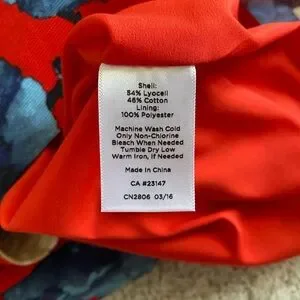 Shell:
54% Lyocell
46% Cotton
Lining:
100% Polyester
Machine Wash Cold
Only Non-Chlorine
Bleach When Needed
Tumble Dry Low
Warm Iron, If Needed
Made In China
CA #23147
CN2806 03/16